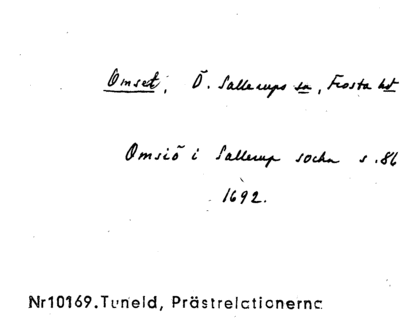 Omset, Ö. Sallerups sn, Frosta hd
Omsiö i Sallerup socka s. 86
1692.
Nr10169. Tuneld, Prästrelationerna